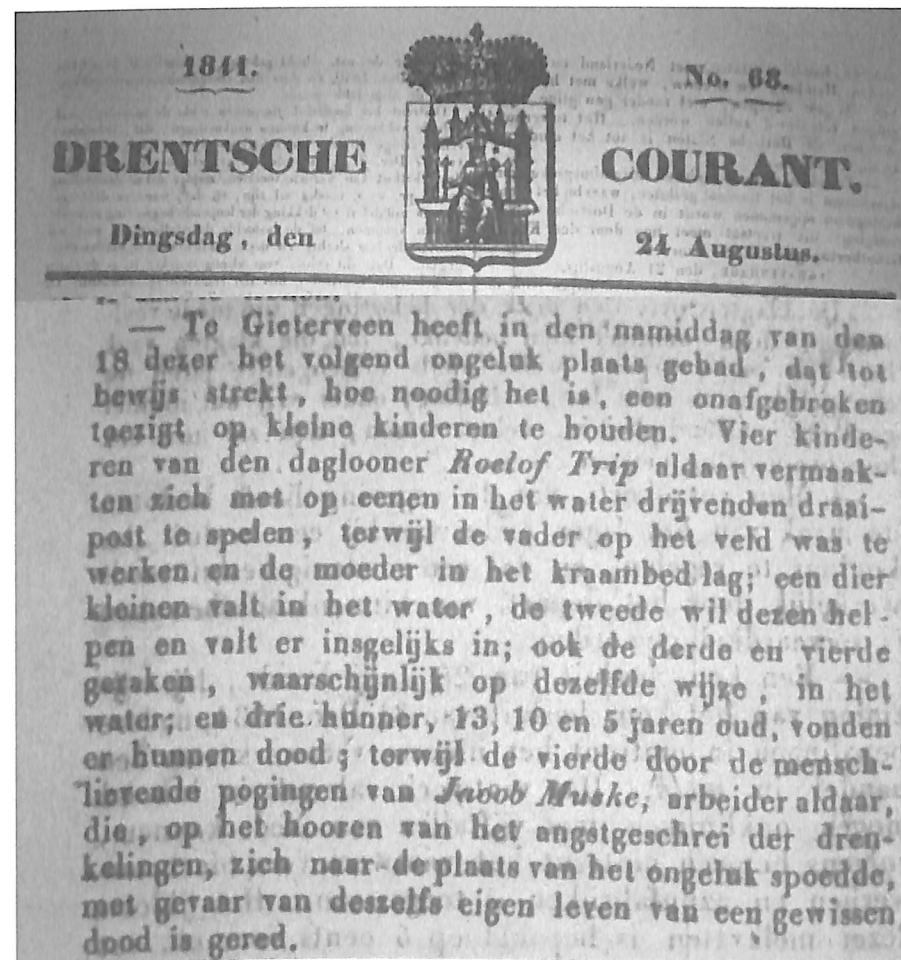 1841.
No. 68.
DRENTSCHE COURANT.
Dingsdag, den
24 Augustus.
— Te Gieterveen heeft in den namiddag van den
18 dezer het volgend ongeluk plaats gehad, dat tot
bewijs strekt, hoe noodig het is, een onafgebroken
toezigt op kleine kinderen te houden. Vier kinde-
ren van den daglooner Roelof Trip aldaar vermaak-
ten zich met op eenen in het water drijvenden draai-
post te spelen, terwijl de vader op het veld was te
werken en de moeder in het kraambed lag; een dier
kleinen valt in het water, de tweede wil dezen hel-
pen en valt er insgelijks in; ook de derde en vierde
geraken, waarschijnlijk op dezelfde wijze, in het
water; en drie hunner, 13, 10 en 5 jaren oud, vonden
er hunnen dood; terwijl de vierde door de mensch-
lievende pogingen van Jacob Muske, arbeider aldaar,
die, op het hooren van het angstgeschrei der dren-
kelingen, zich naar de plaats van het ongeluk spoedde,
met gevaar van deszelfs eigen leven van een gewissen
dood is gered.